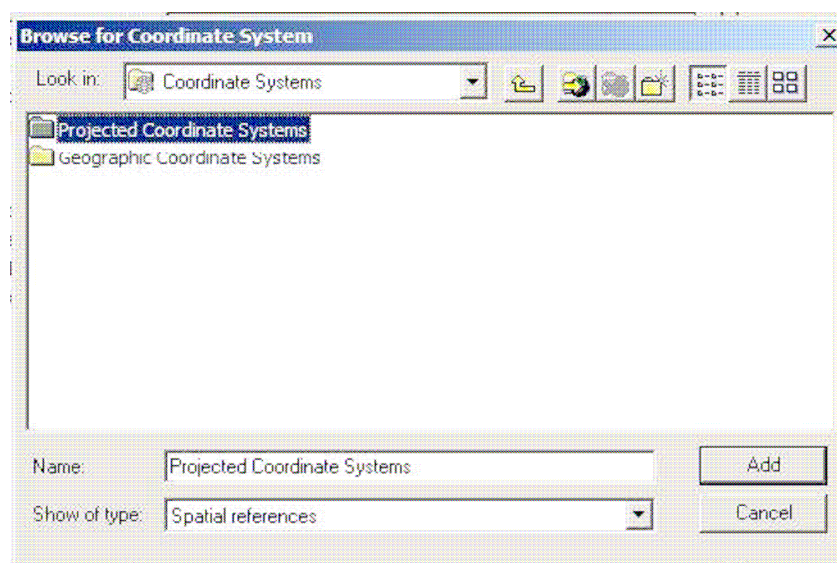 Browse for Coordinate System
Look in: Coordinate Systems
Projected Coordinate Systems
Geographic Coordinate Systems
Name: Projected Coordinate Systems Add
Show of type: Spatial references Cancel